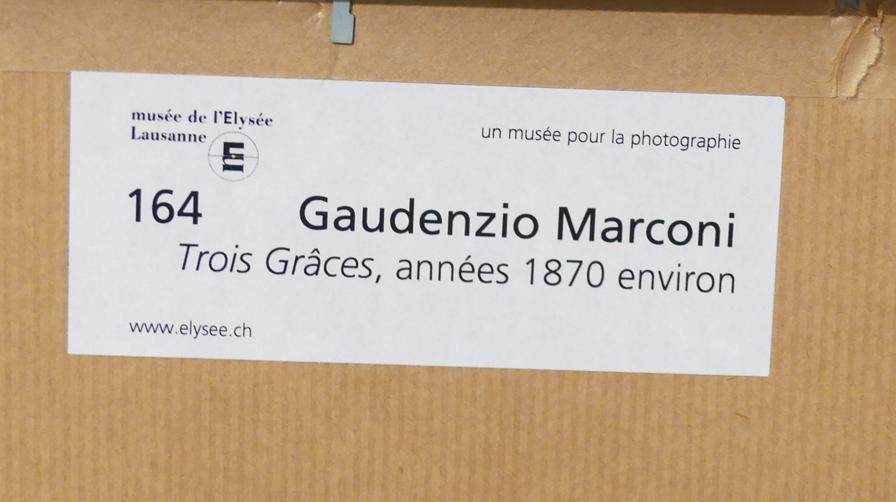 musée de l'Elysée
Lausanne
un musée pour la photographie
164 Gaudenzio Marconi
Trois Grâces, années 1870 environ
www.elysee.ch